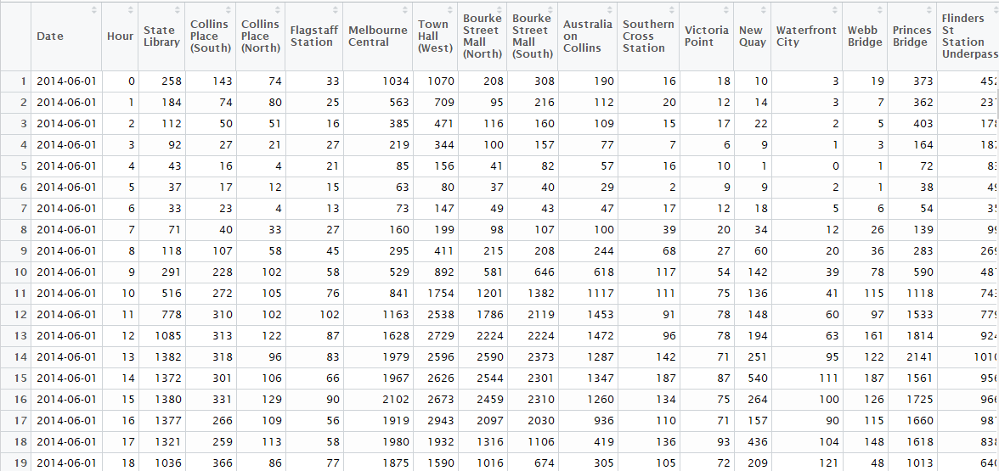 Date Hour State Library Collins Place (South) Collins Place (North) Flagstaff Station Melbourne Central Town Hall (West) Bourke Street Mall (North) Bourke Street Mall (South) Australia on Collins Southern Cross Station Victoria Point New Quay Waterfront City Webb Bridge Princes Bridge Flinders St Station Underpass
1 2014-06-01 0 258 143 74 33 1034 1070 208 308 190 16 18 10 3 19 373 452
2 2014-06-01 1 184 74 80 25 563 709 95 216 112 20 12 14 3 7 362 237
3 2014-06-01 2 112 50 51 16 385 471 116 160 109 15 17 22 2 5 403 178
4 2014-06-01 3 92 27 21 27 219 344 100 157 77 7 6 9 1 3 164 187
5 2014-06-01 4 43 16 4 21 85 156 41 82 57 16 10 1 0 1 72
6 2014-06-01 5 37 17 12 15 63 80 37 40 29 2 9 9 2 1 38
7 2014-06-01 6 33 23 4 13 73 147 49 43 47 17 12 18 5 6 54
8 2014-06-01 7 71 40 33 27 160 199 98 107 100 39 20 34 12 26 139
9 2014-06-01 8 118 107 58 45 295 411 215 208 244 68 27 60 20 36 283
10 2014-06-01 9 291 228 102 58 529 892 581 646 618 117 54 142 39 78 590
11 2014-06-01 10 516 272 105 76 841 1754 1201 1382 1117 111 75 136 41 115 1118
12 2014-06-01 11 778 310 102 102 1163 2538 1786 2119 1453 91 78 148 60 97 1533
13 2014-06-01 12 1085 313 122 87 1628 2729 2224 2224 1472 96 78 194 63 161 1814
14 2014-06-01 13 1382 318 96 83 1979 2596 2590 2373 1287 142 71 251 95 122 2141
15 2014-06-01 14 1372 301 106 66 1967 2626 2544 2301 1347 187 87 540 111 187 1561
16 2014-06-01 15 1380 331 129 90 2102 2673 2459 2310 1260 134 75 264 100 126 1725
17 2014-06-01 16 1377 266 109 56 1919 2943 2097 2030 936 110 71 157 90 115 1660
18 2014-06-01 17 1321 259 113 58 1980 1932 1316 1106 419 136 93 436 104 148 1618
19 2014-06-01 18 1036 366 86 77 1875 1590 1016 674 305 105 72 209 121 48 1013